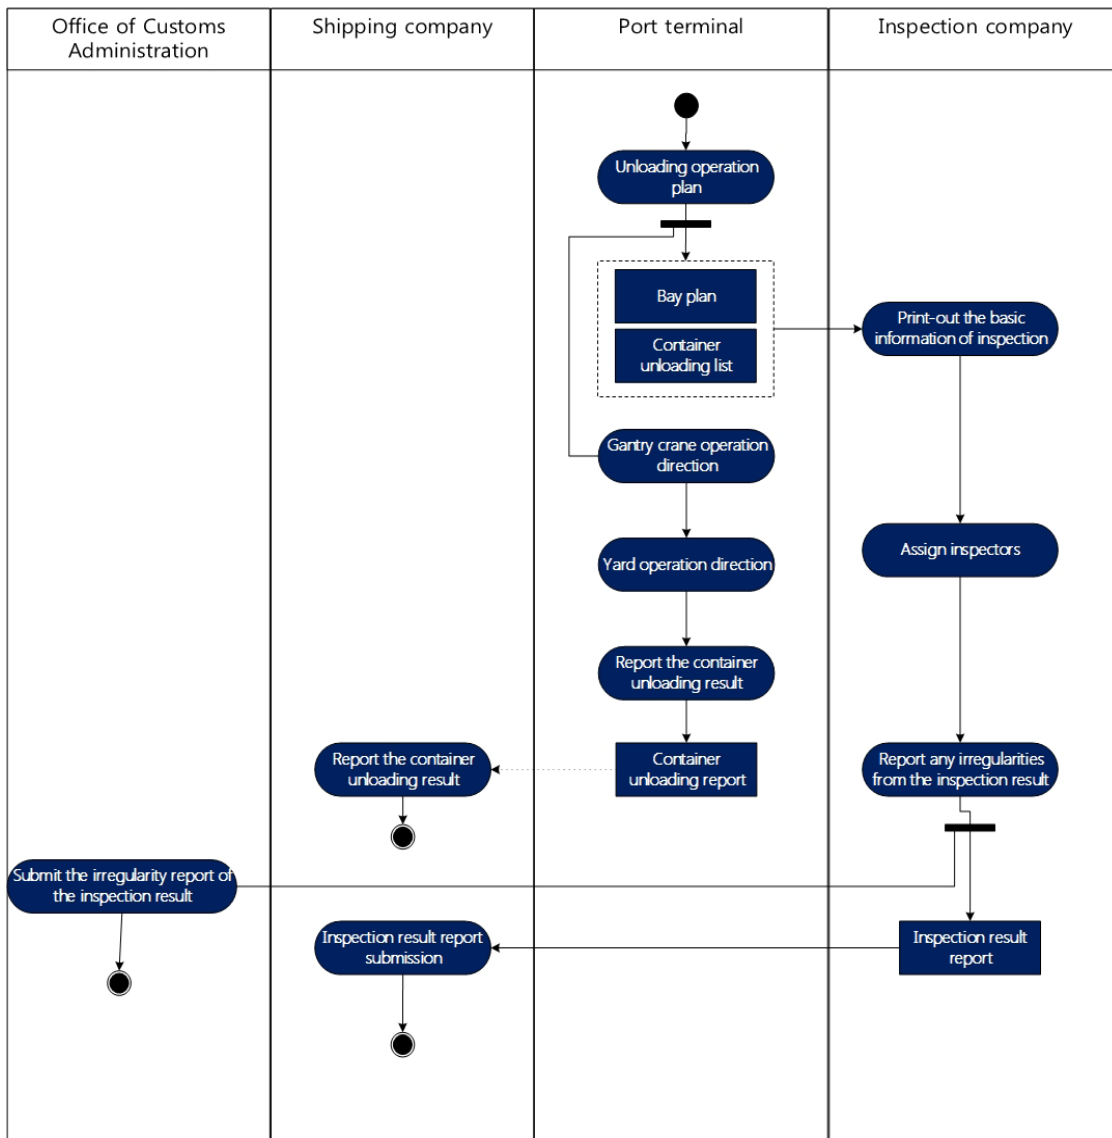 Office of Customs
Administration
Shipping company
Port terminal
Inspection company
Unloading operation
plan
Bay plan
Container
unloading list
Print-out the basic
information of inspection
Gantry crane operation
direction
Assign inspectors
Yard operation direction
Report the container
unloading result
Report the container
unloading result
Container
unloading report
Report any irregularities
from the inspection result
Submit the irregularity report of
the inspection result
Inspection result report
submission
Inspection result
report